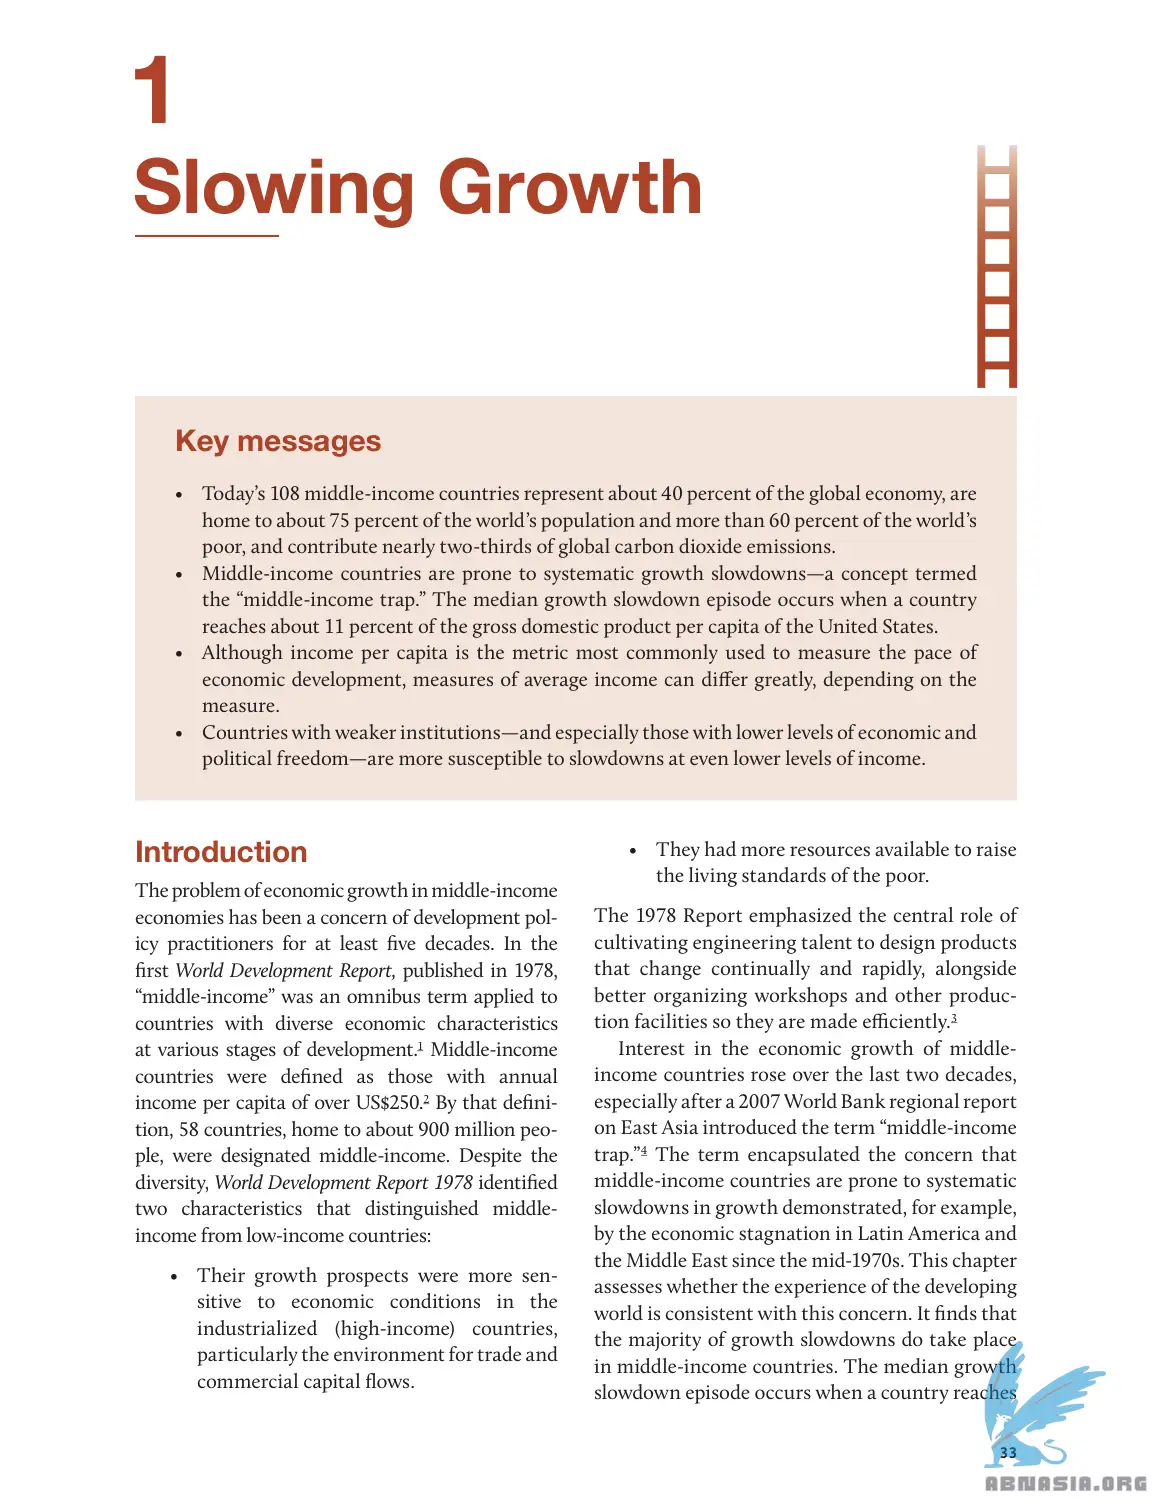 1
Slowing Growth
Key messages
• Today’s 108 middle-income countries represent about 40 percent of the global economy, are
home to about 75 percent of the world’s population and more than 60 percent of the world’s
poor, and contribute nearly two-thirds of global carbon dioxide emissions.
• Middle-income countries are prone to systematic growth slowdowns—a concept termed
the “middle-income trap.” The median growth slowdown episode occurs when a country
reaches about 11 percent of the gross domestic product per capita of the United States.
• Although income per capita is the metric most commonly used to measure the pace of
economic development, measures of average income can differ greatly, depending on the
measure.
• Countries with weaker institutions—and especially those with lower levels of economic and
political freedom—are more susceptible to slowdowns at even lower levels of income.
Introduction
The problem of economic growth in middle-income
economies has been a concern of development pol-
icy practitioners for at least five decades. In the
first World Development Report, published in 1978,
“middle-income” was an omnibus term applied to
countries with diverse economic characteristics
at various stages of development.1 Middle-income
countries were defined as those with annual
income per capita of over US$250.2 By that defini-
tion, 58 countries, home to about 900 million peo-
ple, were designated middle-income. Despite the
diversity, World Development Report 1978 identified
two characteristics that distinguished middle-
income from low-income countries:
• Their growth prospects were more sen-
sitive to economic conditions in the
industrialized (high-income) countries,
particularly the environment for trade and
commercial capital flows.
• They had more resources available to raise
the living standards of the poor.
The 1978 Report emphasized the central role of
cultivating engineering talent to design products
that change continually and rapidly, alongside
better organizing workshops and other produc-
tion facilities so they are made efficiently.3
Interest in the economic growth of middle-
income countries rose over the last two decades,
especially after a 2007 World Bank regional report
on East Asia introduced the term “middle-income
trap.”4 The term encapsulated the concern that
middle-income countries are prone to systematic
slowdowns in growth demonstrated, for example,
by the economic stagnation in Latin America and
the Middle East since the mid-1970s. This chapter
assesses whether the experience of the developing
world is consistent with this concern. It finds that
the majority of growth slowdowns do take place
in middle-income countries. The median growth
slowdown episode occurs when a country reaches
33
ABNASIA.ORG